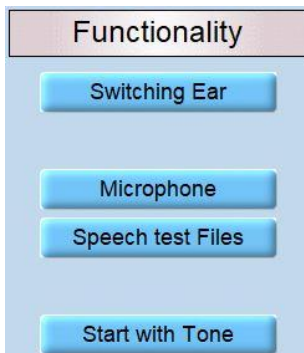 Functionality
Switching Ear
Microphone
Speech test Files
Start with Tone